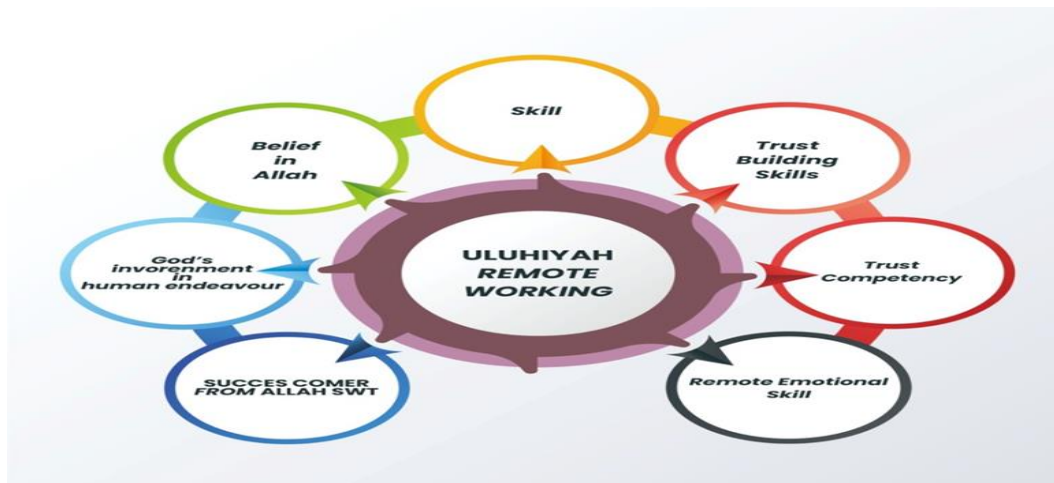 Skill
Belief
in
Allah
Trust
Building
Skills
God's
invorenment
in
human endeavour
ULUHIYAH
REMOTE
WORKING
Trust
Competency
SUCCES COMER
FROM ALLAH SWT
Remote Emotional
Skill